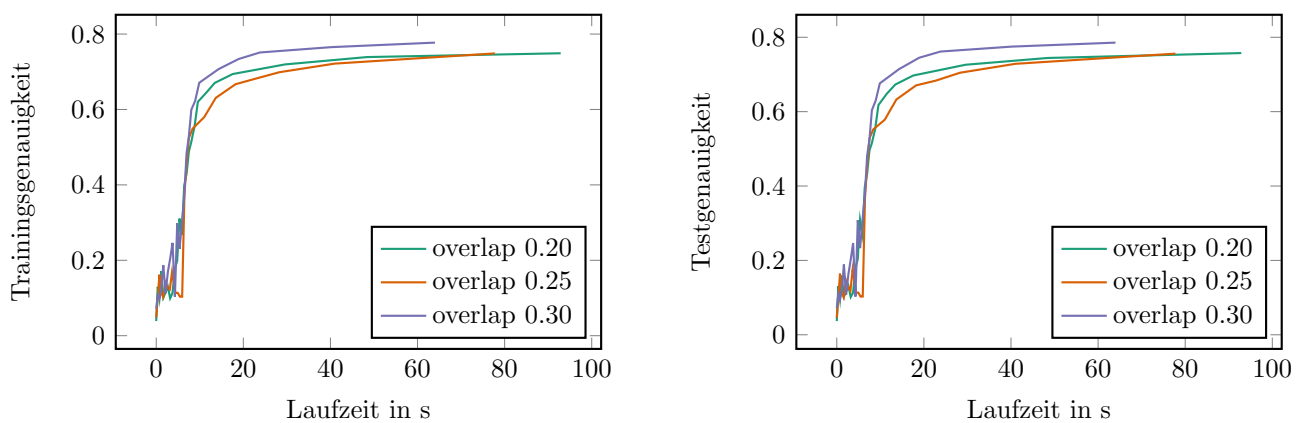 0.8
0.6
0.4
0.2
0
Trainingsgenauigkeit
overlap 0.20
overlap 0.25
overlap 0.30
0 20 40 60 80 100
Laufzeit in s
0.8
0.6
0.4
0.2
0
Testgenauigkeit
overlap 0.20
overlap 0.25
overlap 0.30
0 20 40 60 80 100
Laufzeit in s